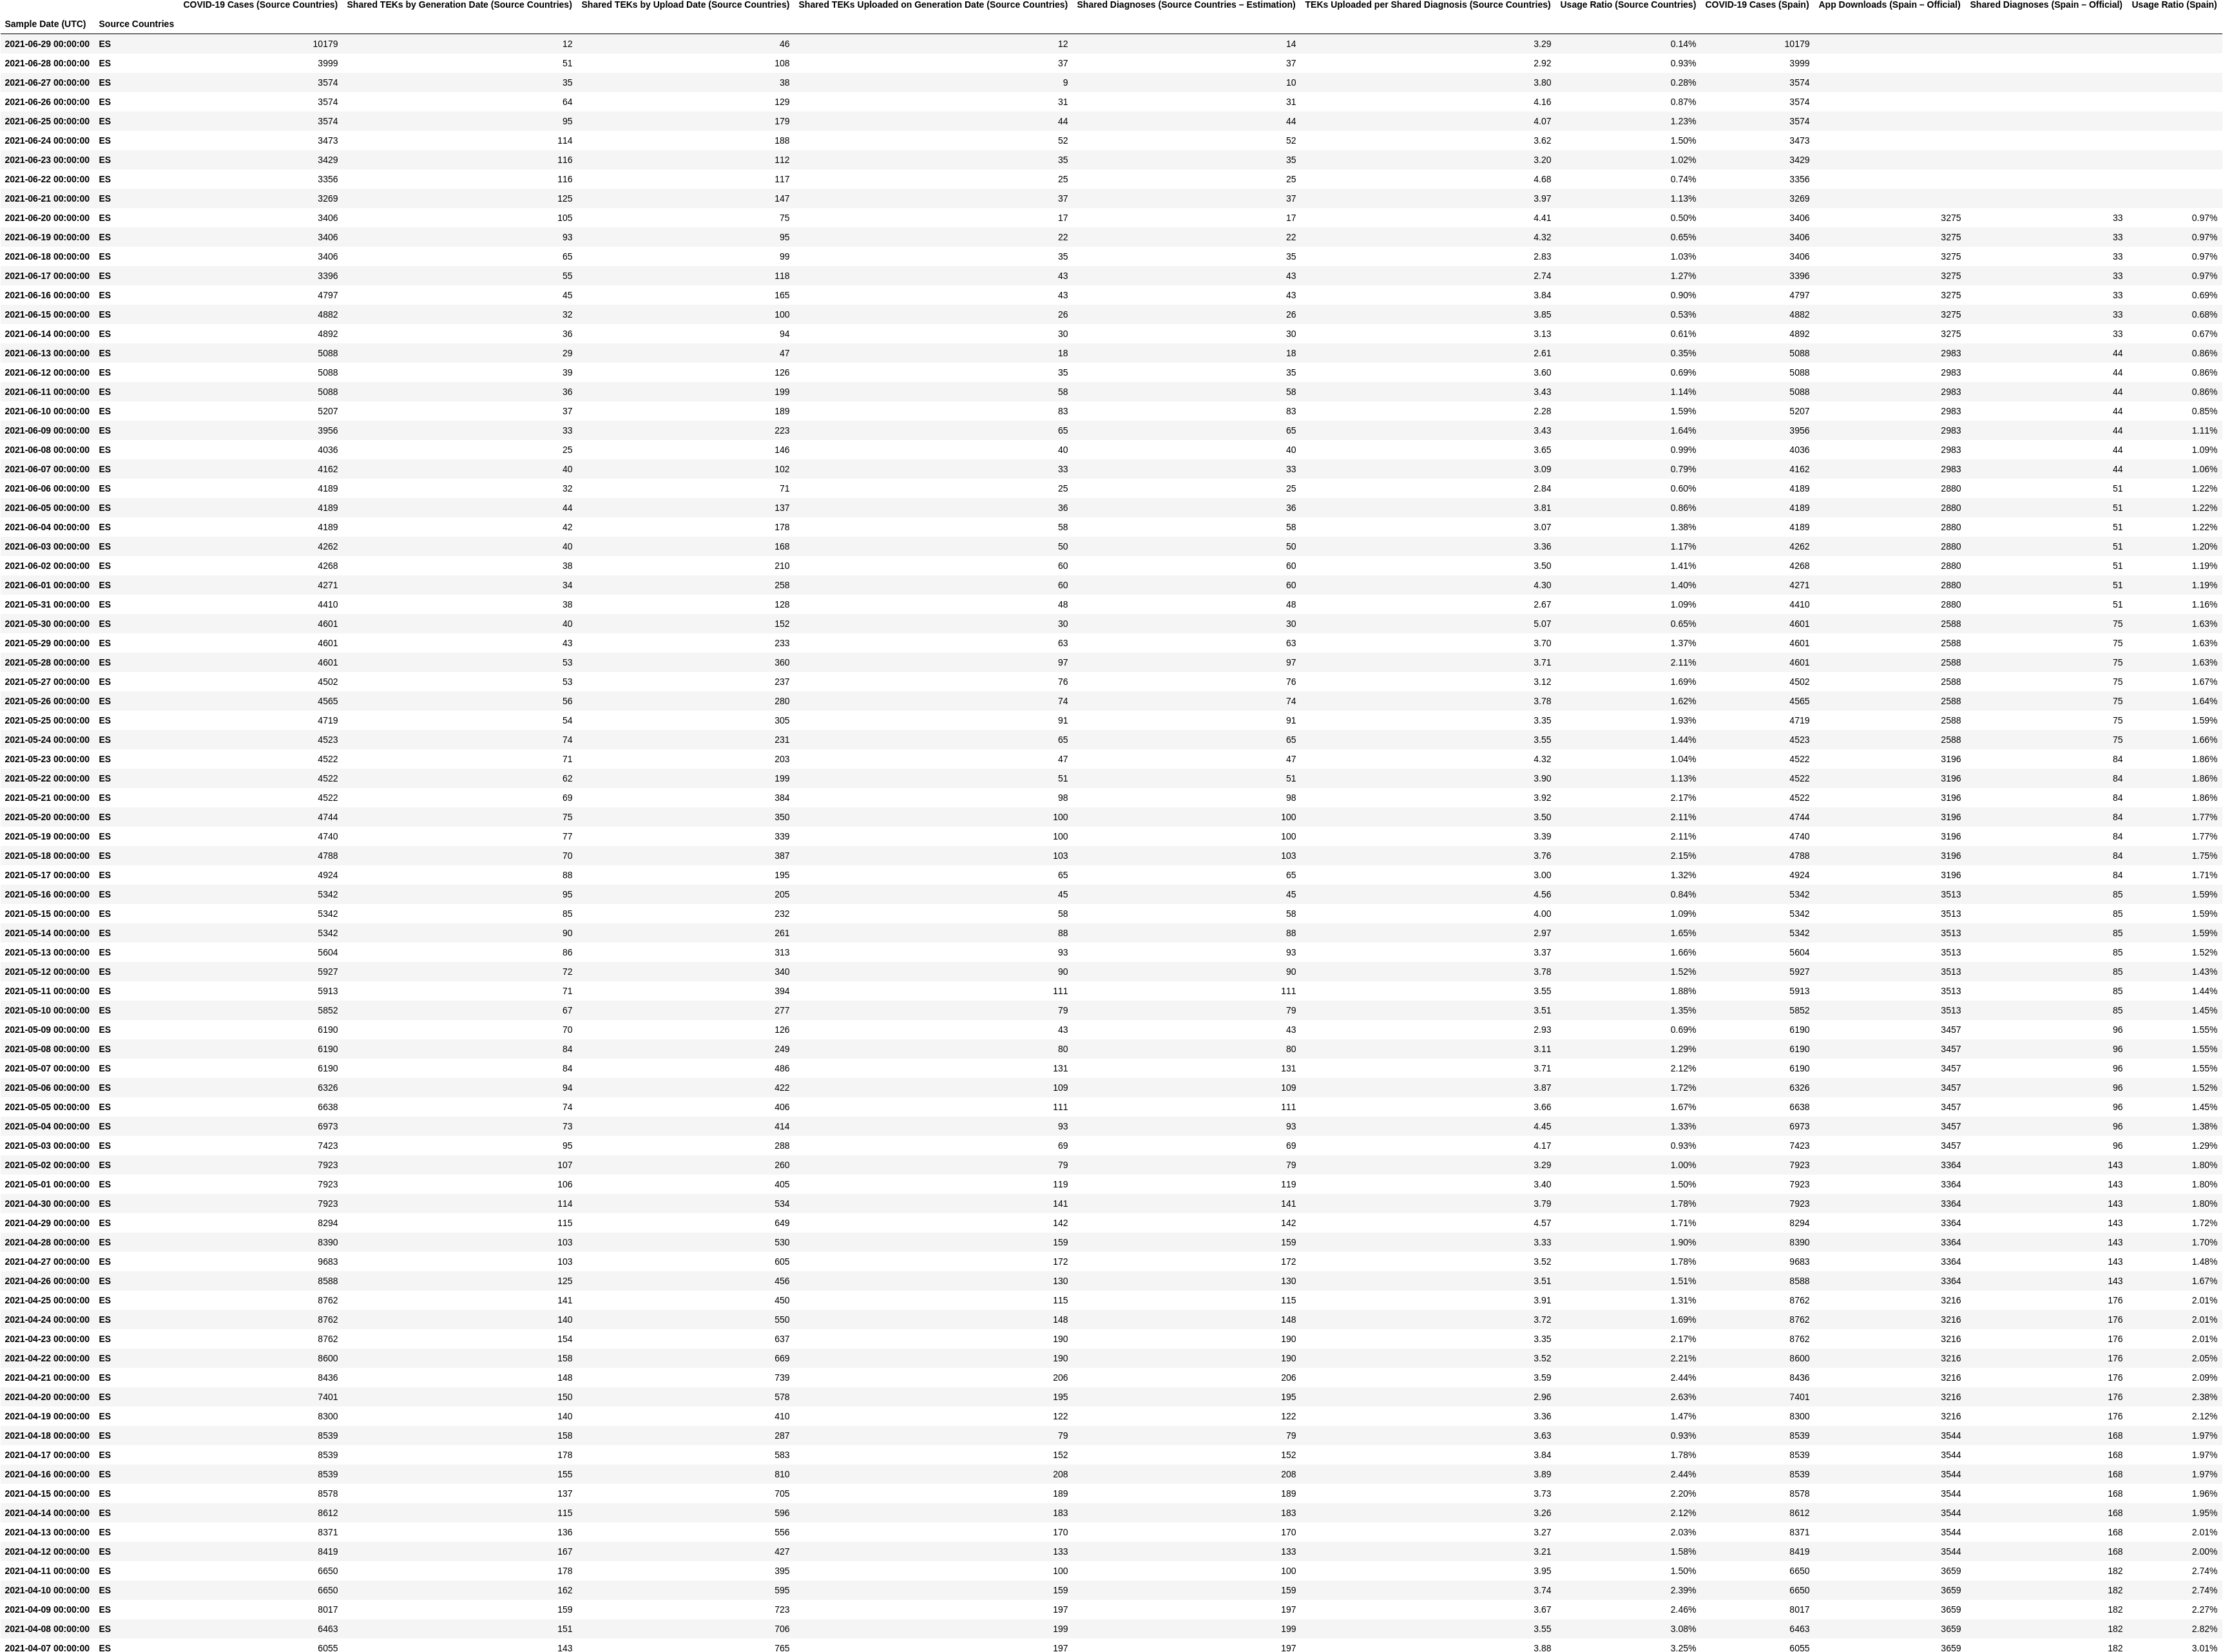 COVID-19 Cases (Source Countries) Shared TEKs by Generation Date (Source Countries) Shared TEKs by Upload Date (Source Countries) Shared TEKs Uploaded on Generation Date (Source Countries) Shared Diagnoses (Source Countries – Estimation) TEKs Uploaded per Shared Diagnosis (Source Countries) Usage Ratio (Source Countries) COVID-19 Cases (Spain) App Downloads (Spain – Official) Shared Diagnoses (Spain – Official) Usage Ratio (Spain)
Sample Date (UTC) Source Countries
2021-06-29 00:00:00 ES 10179 12 46 12 14 3.29 0.14% 10179
2021-06-28 00:00:00 ES 3999 51 108 37 37 2.92 0.93% 3999
2021-06-27 00:00:00 ES 3574 35 38 9 10 3.80 0.28% 3574
2021-06-26 00:00:00 ES 3574 64 129 31 31 4.16 0.87% 3574
2021-06-25 00:00:00 ES 3574 95 179 44 44 4.07 1.23% 3574
2021-06-24 00:00:00 ES 3473 114 188 52 52 3.62 1.50% 3473
2021-06-23 00:00:00 ES 3429 116 112 35 35 3.20 1.02% 3429
2021-06-22 00:00:00 ES 3356 116 117 25 25 4.68 0.74% 3356
2021-06-21 00:00:00 ES 3269 125 147 37 37 3.97 1.13% 3269
2021-06-20 00:00:00 ES 3406 105 75 17 17 4.41 0.50% 3406 3275 33 0.97%
2021-06-19 00:00:00 ES 3406 93 95 22 22 4.32 0.65% 3406 3275 33 0.97%
2021-06-18 00:00:00 ES 3406 65 99 35 35 2.83 1.03% 3406 3275 33 0.97%
2021-06-17 00:00:00 ES 3396 55 118 43 43 2.74 1.27% 3396 3275 33 0.97%
2021-06-16 00:00:00 ES 4797 45 165 43 43 3.84 0.90% 4797 3275 33 0.69%
2021-06-15 00:00:00 ES 4882 32 100 26 26 3.85 0.53% 4882 3275 33 0.68%
2021-06-14 00:00:00 ES 4892 36 94 30 30 3.13 0.61% 4892 3275 33 0.67%
2021-06-13 00:00:00 ES 5088 29 47 18 18 2.61 0.35% 5088 2983 44 0.86%
2021-06-12 00:00:00 ES 5088 39 126 35 35 3.60 0.69% 5088 2983 44 0.86%
2021-06-11 00:00:00 ES 5088 36 199 58 58 3.43 1.14% 5088 2983 44 0.86%
2021-06-10 00:00:00 ES 5207 37 189 83 83 2.28 1.59% 5207 2983 44 0.85%
2021-06-09 00:00:00 ES 3956 33 223 65 65 3.43 1.64% 3956 2983 44 1.11%
2021-06-08 00:00:00 ES 4036 25 146 40 40 3.65 0.99% 4036 2983 44 1.09%
2021-06-07 00:00:00 ES 4162 40 102 33 33 3.09 0.79% 4162 2983 44 1.06%
2021-06-06 00:00:00 ES 4189 32 71 25 25 2.84 0.60% 4189 2880 51 1.22%
2021-06-05 00:00:00 ES 4189 44 137 36 36 3.81 0.86% 4189 2880 51 1.22%
2021-06-04 00:00:00 ES 4189 42 178 58 58 3.07 1.38% 4189 2880 51 1.22%
2021-06-03 00:00:00 ES 4262 40 168 50 50 3.36 1.17% 4262 2880 51 1.20%
2021-06-02 00:00:00 ES 4268 38 210 60 60 3.50 1.41% 4268 2880 51 1.19%
2021-06-01 00:00:00 ES 4271 34 258 60 60 4.30 1.40% 4271 2880 51 1.19%
2021-05-31 00:00:00 ES 4410 38 128 48 48 2.67 1.09% 4410 2880 51 1.16%
2021-05-30 00:00:00 ES 4601 40 152 30 30 5.07 0.65% 4601 2588 75 1.63%
2021-05-29 00:00:00 ES 4601 43 233 63 63 3.70 1.37% 4601 2588 75 1.63%
2021-05-28 00:00:00 ES 4601 53 360 97 97 3.71 2.11% 4601 2588 75 1.63%
2021-05-27 00:00:00 ES 4502 53 237 76 76 3.12 1.69% 4502 2588 75 1.67%
2021-05-26 00:00:00 ES 4565 56 280 74 74 3.78 1.62% 4565 2588 75 1.64%
2021-05-25 00:00:00 ES 4719 54 305 91 91 3.35 1.93% 4719 2588 75 1.59%
2021-05-24 00:00:00 ES 4523 74 231 65 65 3.55 1.44% 4523 2588 75 1.66%
2021-05-23 00:00:00 ES 4522 71 203 47 47 4.32 1.04% 4522 3196 84 1.86%
2021-05-22 00:00:00 ES 4522 62 199 51 51 3.90 1.13% 4522 3196 84 1.86%
2021-05-21 00:00:00 ES 4522 69 384 98 98 3.92 2.17% 4522 3196 84 1.86%
2021-05-20 00:00:00 ES 4744 75 350 100 100 3.50 2.11% 4744 3196 84 1.77%
2021-05-19 00:00:00 ES 4740 77 339 100 100 3.39 2.11% 4740 3196 84 1.77%
2021-05-18 00:00:00 ES 4788 70 387 103 103 3.76 2.15% 4788 3196 84 1.75%
2021-05-17 00:00:00 ES 4924 88 195 65 65 3.00 1.32% 4924 3196 84 1.71%
2021-05-16 00:00:00 ES 5342 95 205 45 45 4.56 0.84% 5342 3513 85 1.59%
2021-05-15 00:00:00 ES 5342 85 232 58 58 4.00 1.09% 5342 3513 85 1.59%
2021-05-14 00:00:00 ES 5342 90 261 88 88 2.97 1.65% 5342 3513 85 1.59%
2021-05-13 00:00:00 ES 5604 86 313 93 93 3.37 1.66% 5604 3513 85 1.52%
2021-05-12 00:00:00 ES 5927 72 340 90 90 3.78 1.52% 5927 3513 85 1.43%
2021-05-11 00:00:00 ES 5913 71 394 111 111 3.55 1.88% 5913 3513 85 1.44%
2021-05-10 00:00:00 ES 5852 67 277 79 79 3.51 1.35% 5852 3513 85 1.45%
2021-05-09 00:00:00 ES 6190 70 126 43 43 2.93 0.69% 6190 3457 96 1.55%
2021-05-08 00:00:00 ES 6190 84 249 80 80 3.11 1.29% 6190 3457 96 1.55%
2021-05-07 00:00:00 ES 6190 84 486 131 131 3.71 2.12% 6190 3457 96 1.55%
2021-05-06 00:00:00 ES 6326 94 422 109 109 3.87 1.72% 6326 3457 96 1.52%
2021-05-05 00:00:00 ES 6638 74 406 111 111 3.66 1.67% 6638 3457 96 1.45%
2021-05-04 00:00:00 ES 6973 73 414 93 93 4.45 1.33% 6973 3457 96 1.38%
2021-05-03 00:00:00 ES 7423 95 288 69 69 4.17 0.93% 7423 3457 96 1.29%
2021-05-02 00:00:00 ES 7923 107 260 79 79 3.29 1.00% 7923 3364 143 1.80%
2021-05-01 00:00:00 ES 7923 106 405 119 119 3.40 1.50% 7923 3364 143 1.80%
2021-04-30 00:00:00 ES 7923 114 534 141 141 3.79 1.78% 7923 3364 143 1.80%
2021-04-29 00:00:00 ES 8294 115 649 142 142 4.57 1.71% 8294 3364 143 1.72%
2021-04-28 00:00:00 ES 8390 103 530 159 159 3.33 1.90% 8390 3364 143 1.70%
2021-04-27 00:00:00 ES 9683 103 605 172 172 3.52 1.78% 9683 3364 143 1.48%
2021-04-26 00:00:00 ES 8588 125 456 130 130 3.51 1.51% 8588 3364 143 1.67%
2021-04-25 00:00:00 ES 8762 141 450 115 115 3.91 1.31% 8762 3216 176 2.01%
2021-04-24 00:00:00 ES 8762 140 550 148 148 3.72 1.69% 8762 3216 176 2.01%
2021-04-23 00:00:00 ES 8762 154 637 190 190 3.35 2.17% 8762 3216 176 2.01%
2021-04-22 00:00:00 ES 8600 158 669 190 190 3.52 2.21% 8600 3216 176 2.05%
2021-04-21 00:00:00 ES 8436 148 739 206 206 3.59 2.44% 8436 3216 176 2.09%
2021-04-20 00:00:00 ES 7401 150 578 195 195 2.96 2.63% 7401 3216 176 2.38%
2021-04-19 00:00:00 ES 8300 140 410 122 122 3.36 1.47% 8300 3216 176 2.12%
2021-04-18 00:00:00 ES 8539 158 287 79 79 3.63 0.93% 8539 3544 168 1.97%
2021-04-17 00:00:00 ES 8539 178 583 152 152 3.84 1.78% 8539 3544 168 1.97%
2021-04-16 00:00:00 ES 8539 155 810 208 208 3.89 2.44% 8539 3544 168 1.97%
2021-04-15 00:00:00 ES 8578 137 705 189 189 3.73 2.20% 8578 3544 168 1.96%
2021-04-14 00:00:00 ES 8612 115 596 183 183 3.26 2.12% 8612 3544 168 1.95%
2021-04-13 00:00:00 ES 8371 136 556 170 170 3.27 2.03% 8371 3544 168 2.01%
2021-04-12 00:00:00 ES 8419 167 427 133 133 3.21 1.58% 8419 3544 168 2.00%
2021-04-11 00:00:00 ES 6650 178 395 100 100 3.95 1.50% 6650 3659 182 2.74%
2021-04-10 00:00:00 ES 6650 162 595 159 159 3.74 2.39% 6650 3659 182 2.74%
2021-04-09 00:00:00 ES 8017 159 723 197 197 3.67 2.46% 8017 3659 182 2.27%
2021-04-08 00:00:00 ES 6463 151 706 199 199 3.55 3.08% 6463 3659 182 2.82%
2021-04-07 00:00:00 ES 6055 143 765 197 197 3.88 3.25% 6055 3659 182 3.01%